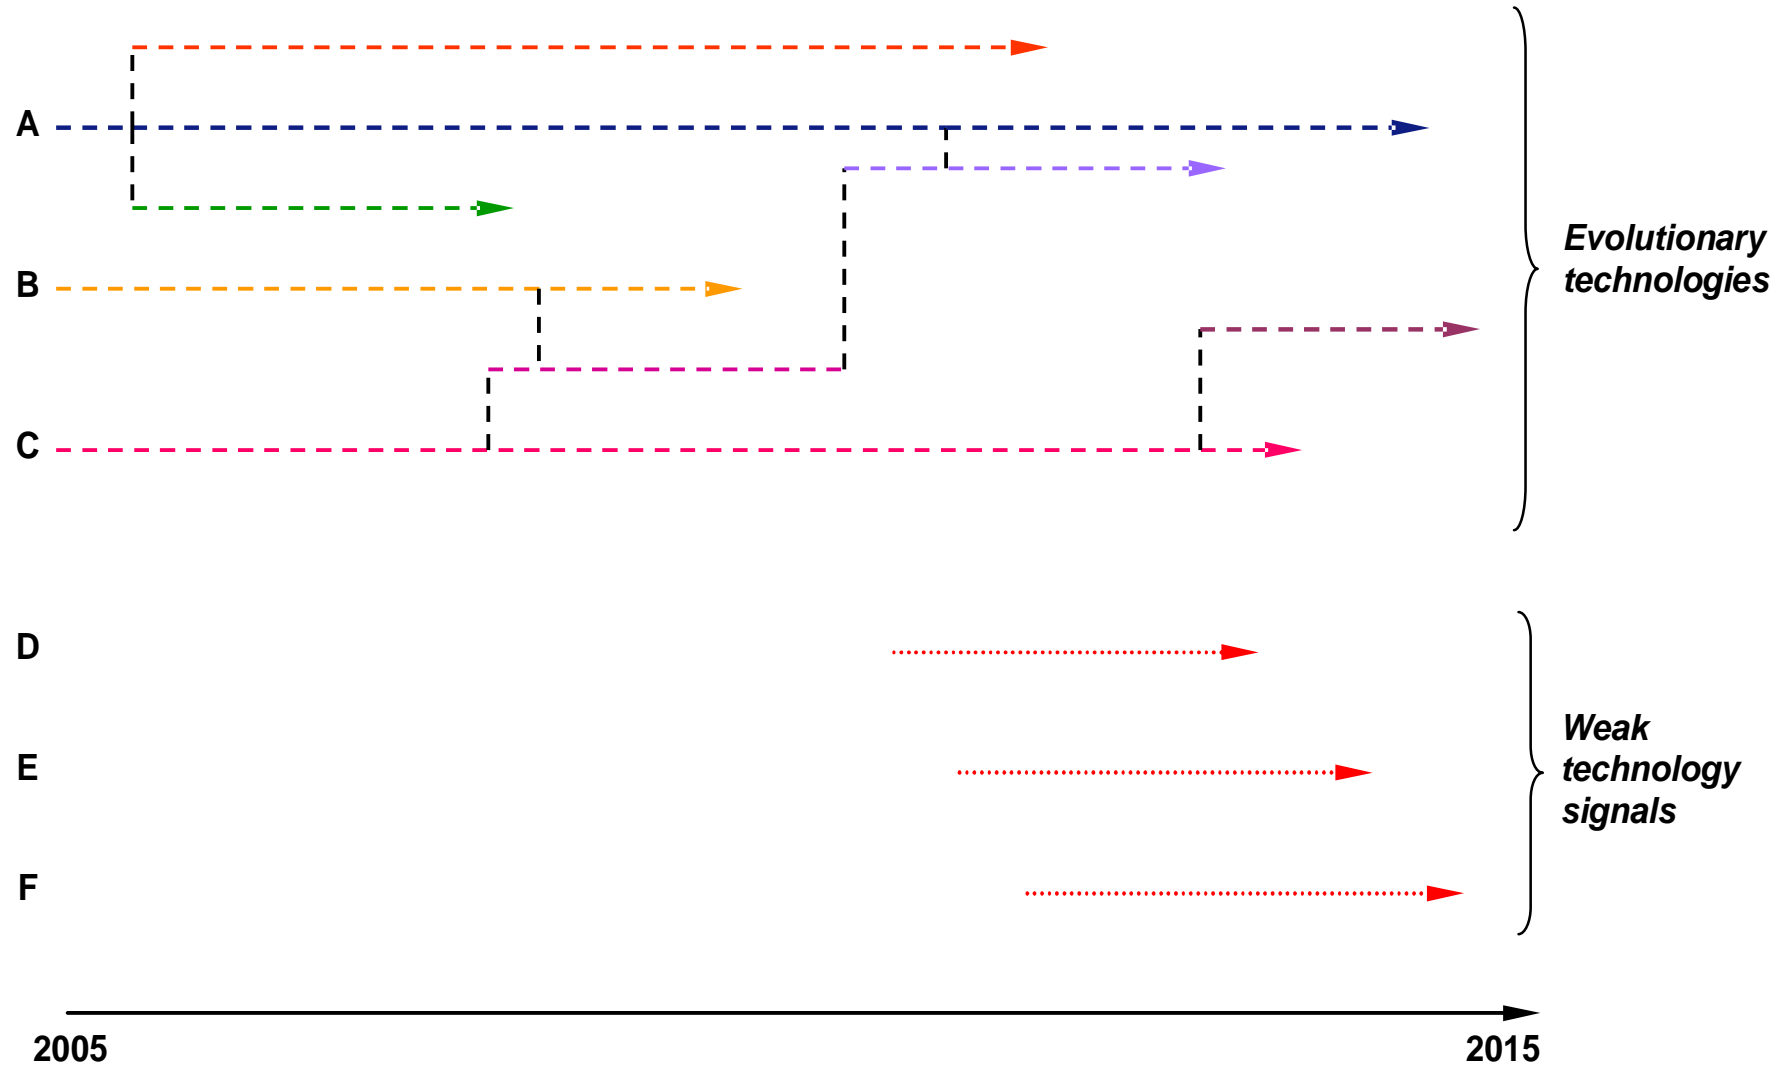 A
B
Evolutionary
technologies
C
D
Weak
E
technology
signals
F
2005
2015